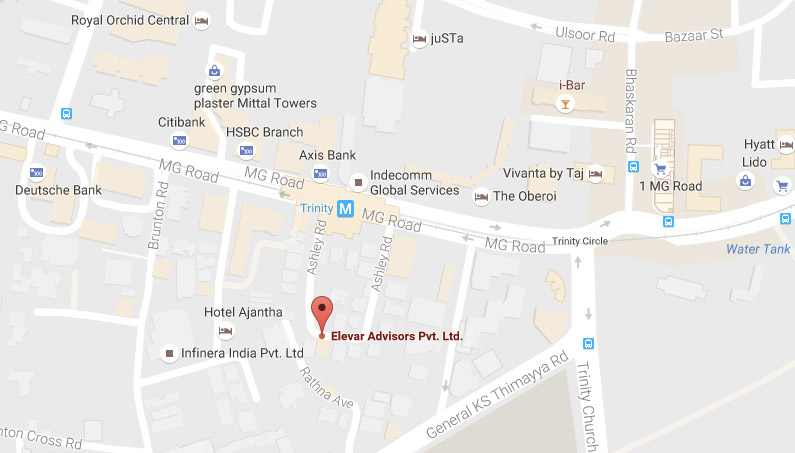 Royal Orchid Central
juSTa
Ulsoor Rd
Bazaar St
green gypsum
plaster Mittal Towers
i-Bar
Bhaskaran Rd
Citibank
HSBC Branch
MG Road
Axis Bank
Hyatt
Lido
MG Road
MG Road
Deutsche Bank
Indecomm
Global Services
Vivanta by Taj
1 MG Road
The Oberoi
Brunton Rd
Trinity
M
MG Road
MG Road
Trinity Circle
Water Tank
Ashley Rd
Ashley Rd
Hotel Ajantha
Elevar Advisors Pvt. Ltd.
Infinera India Pvt. Ltd
Rathna Ave
General KS Thimayya Rd
Trinity Church
nton Cross Rd